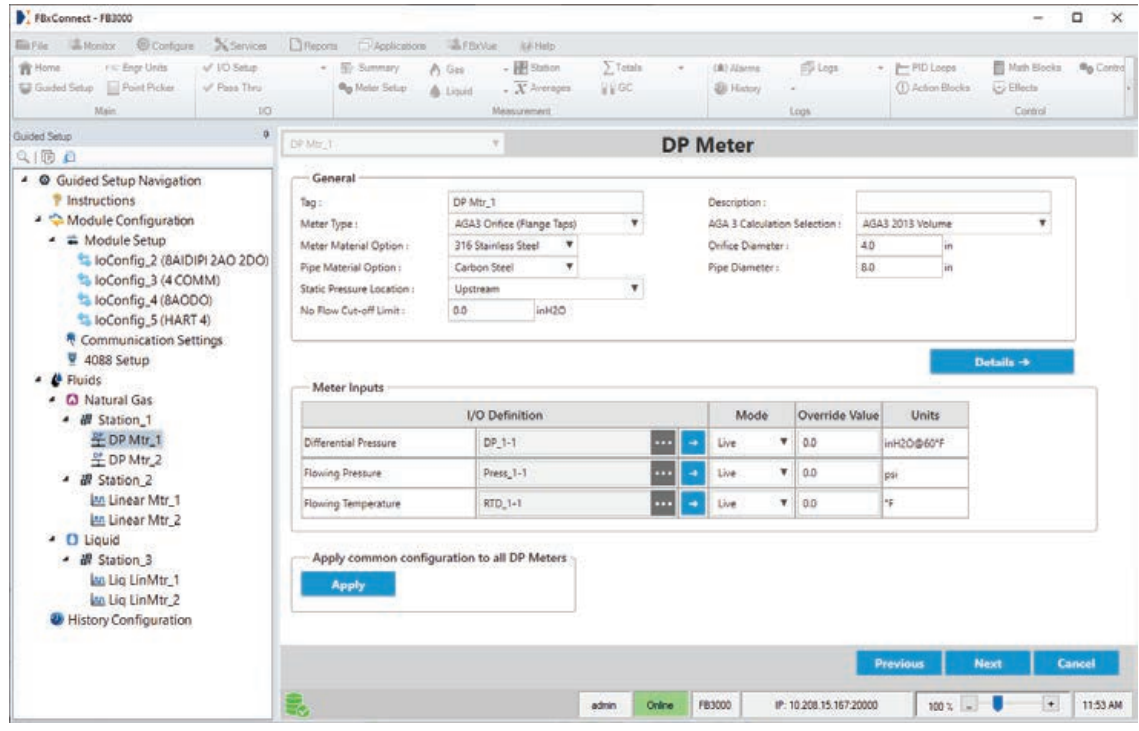 FBxConnect - FB3000
File Monitor Configure Services Reports Applications FBxVue Help
Home Engr Units I/O Setup Summary Gas Station Totals (A) Alarms Logs PID Loops Math Blocks Contro
Guided Setup Point Picker Pass Thru Meter Setup Liquid Averages GC History Action Blocks Effects
Main I/O Measurement Logs Control
Guided Setup
DP Mtr_1
DP Meter
Guided Setup Navigation
Instructions
Module Configuration
Module Setup
IoConfig_2 (8AIDIPI 2AO 2DO)
IoConfig_3 (4 COMM)
IoConfig_4 (8AODO)
IoConfig_5 (HART 4)
Communication Settings
4088 Setup
Fluids
Natural Gas
Station_1
DP Mtr_1
DP Mtr_2
Station_2
Linear Mtr_1
Linear Mtr_2
Liquid
Station_3
Liq LinMtr_1
Liq LinMtr_2
History Configuration
General
Tag : DP Mtr_1 Description :
Meter Type : AGA3 Orifice (Flange Taps) AGA 3 Calculation Selection : AGA3 2013 Volume
Meter Material Option : 316 Stainless Steel Orifice Diameter : 4.0 in
Pipe Material Option : Carbon Steel Pipe Diameter : 8.0 in
Static Pressure Location : Upstream
No Flow Cut-off Limit : 0.0 inH2O
Details →
Meter Inputs
I/O Definition Mode Override Value Units
Differential Pressure DP_1-1 ... Live 0.0 inH2O@60°F
Flowing Pressure Press_1-1 ... Live 0.0 psi
Flowing Temperature RTD_1-1 ... Live 0.0 °F
Apply common configuration to all DP Meters
Apply
Previous Next Cancel
admin Online FB3000 IP: 10.208.15.167:20000 100 % - + 11:53 AM